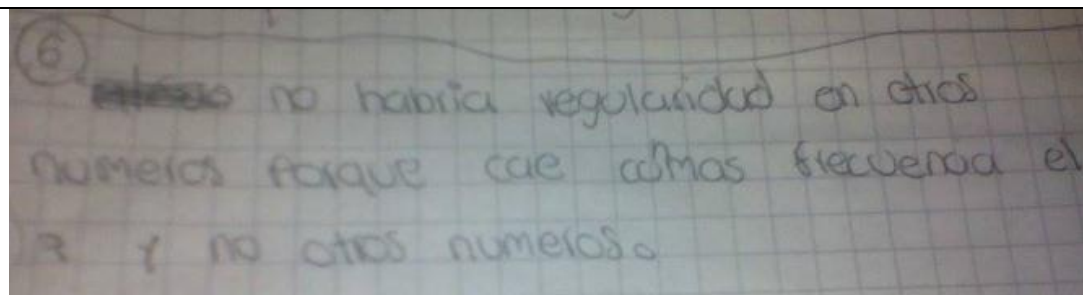 6
no habria regularidad en otros
numeros porque cae con mas frecuencia el
7 y no otros numeros.